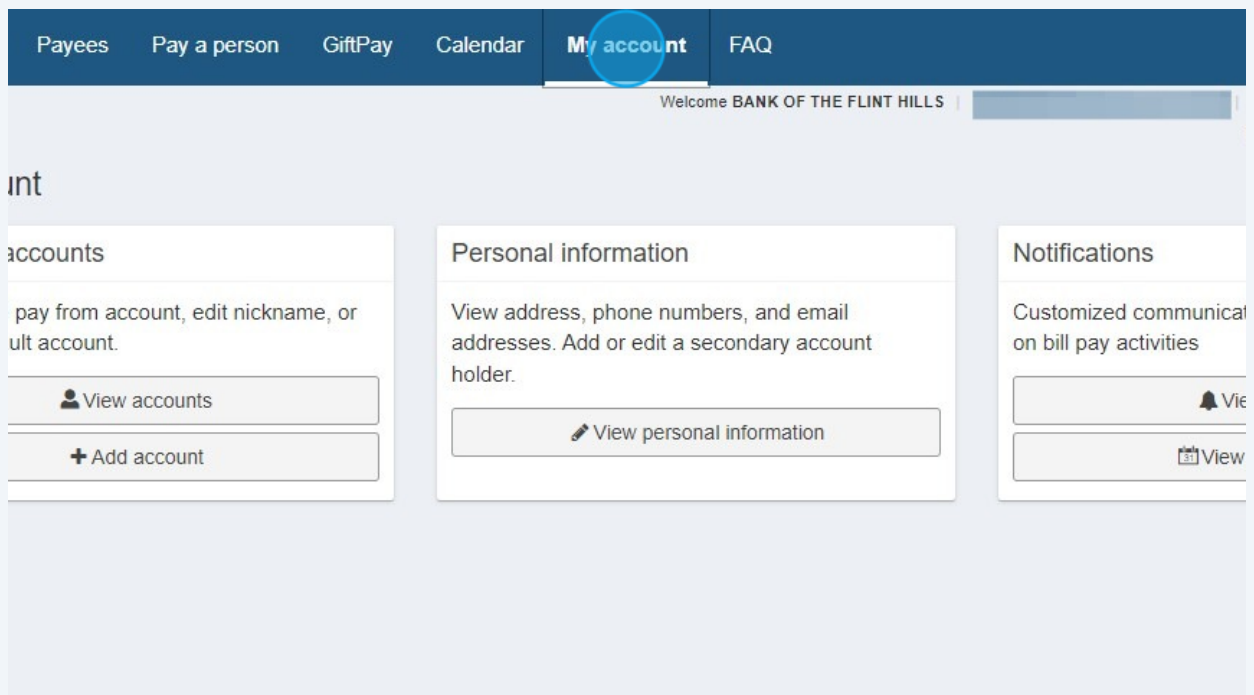 Payees Pay a person GiftPay Calendar My account FAQ
Welcome BANK OF THE FLINT HILLS
unt
accounts
pay from account, edit nickname, or
ult account.
View accounts
+ Add account
Personal information
View address, phone numbers, and email
addresses. Add or edit a secondary account
holder.
View personal information
Notifications
Customized communicat
on bill pay activities
Vie
31 View